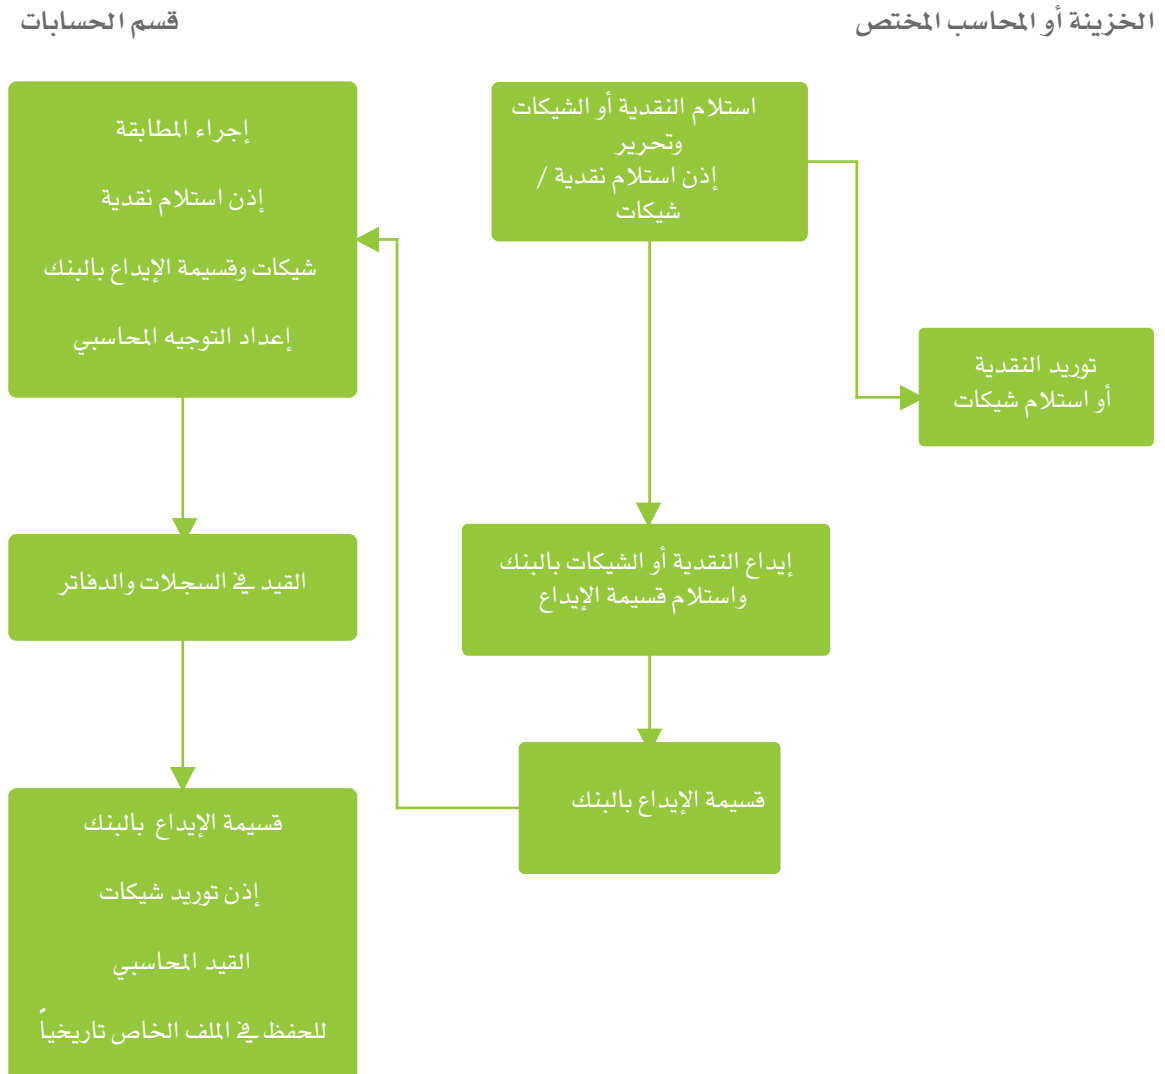 الخزينة أو المحاسب المختص
قسم الحسابات
استلام النقدية أو الشيكات
وتحرير
إذن استلام نقدية /
شيكات
توريد النقدية
أو استلام شيكات
إيداع النقدية أو الشيكات بالبنك
واستلام قسيمة الإيداع
قسيمة الإيداع بالبنك
إجراء المطابقة
إذن استلام نقدية
شيكات وقسيمة الإيداع بالبنك
إعداد التوجيه المحاسبي
القيد في السجلات والدفاتر
قسيمة الإيداع بالبنك
إذن توريد شيكات
القيد المحاسبي
للحفظ في الملف الخاص تاريخياً